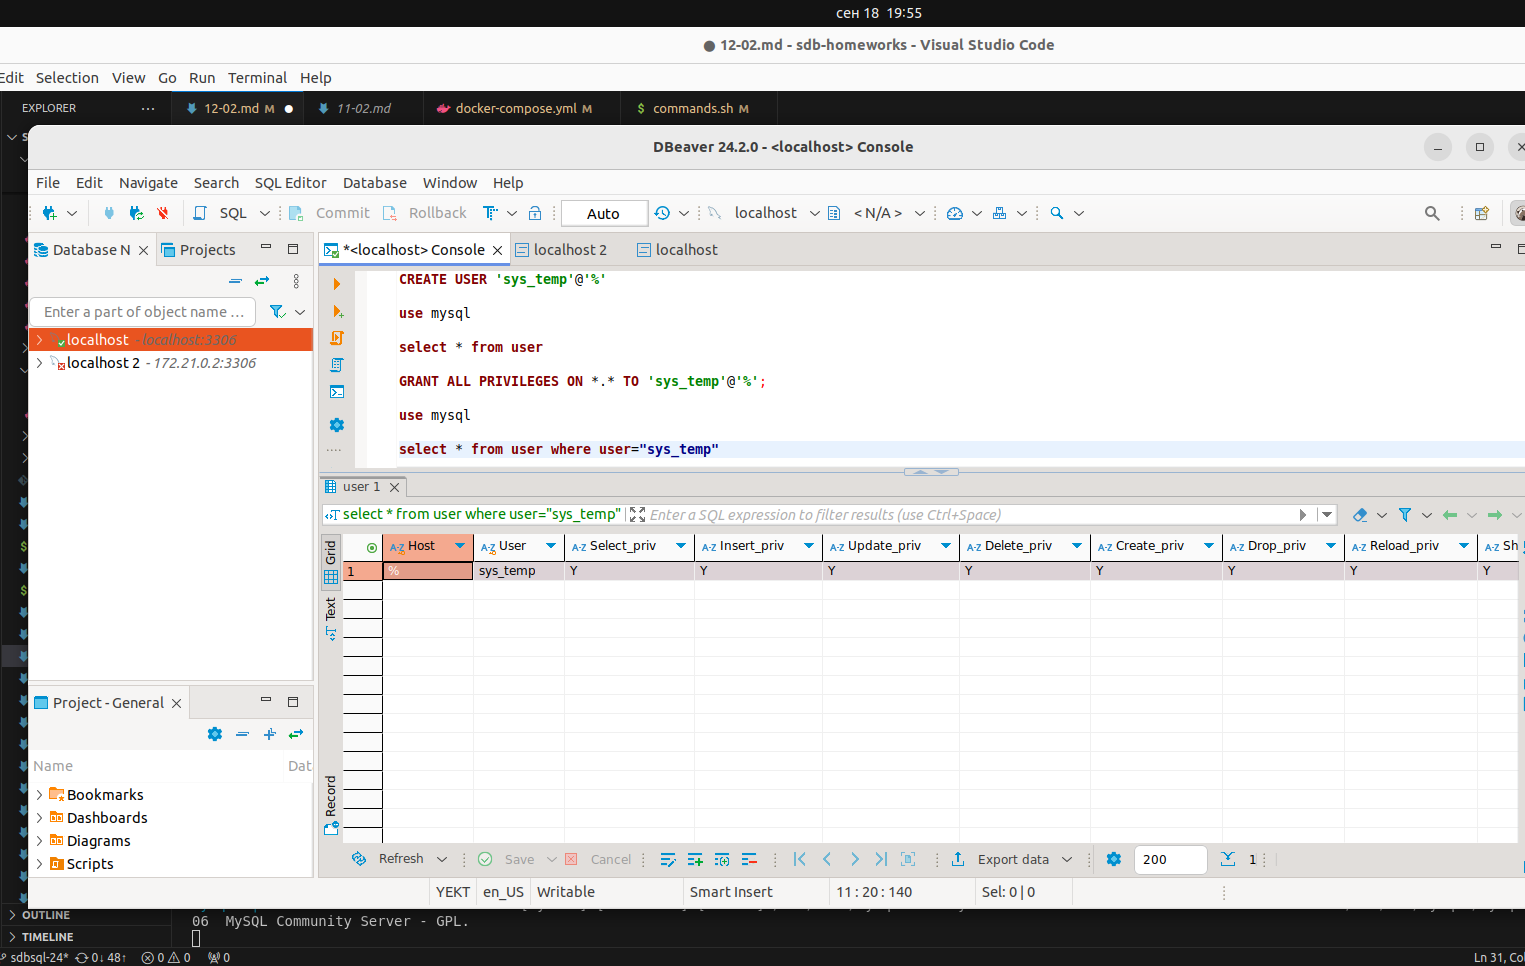 сен 18 19:55
12-02.md - sdb-homeworks - Visual Studio Code
Edit Selection View Go Run Terminal Help
EXPLORER ··· 12-02.md M 11-02.md docker-compose.yml M $ commands.sh M
DBeaver 24.2.0 - <localhost> Console
File Edit Navigate Search SQL Editor Database Window Help
SQL Commit Rollback Auto localhost < N/A >
Database N Projects *<localhost> Console localhost 2 localhost
Enter a part of object name ...
localhost - localhost:3306
localhost 2 - 172.21.0.2:3306
CREATE USER 'sys_temp'@'%'
use mysql
select * from user
GRANT ALL PRIVILEGES ON *.* TO 'sys_temp'@'%';
use mysql
select * from user where user="sys_temp"
user 1
select * from user where user="sys_temp" Enter a SQL expression to filter results (use Ctrl+Space)
Grid
Text
Record
Host User Select_priv Insert_priv Update_priv Delete_priv Create_priv Drop_priv Reload_priv Sh
1 % sys_temp Y Y Y Y Y Y Y Y
Project - General
Name Dat
Bookmarks
Dashboards
Diagrams
Scripts
Refresh Save Cancel Export data 200 1
YEKT en_US Writable Smart Insert 11 : 20 : 140 Sel: 0 | 0
OUTLINE
06 MySQL Community Server - GPL.
TIMELINE
sdbsql-24* 0↓ 48↑ 0 0 0 Ln 31, Co